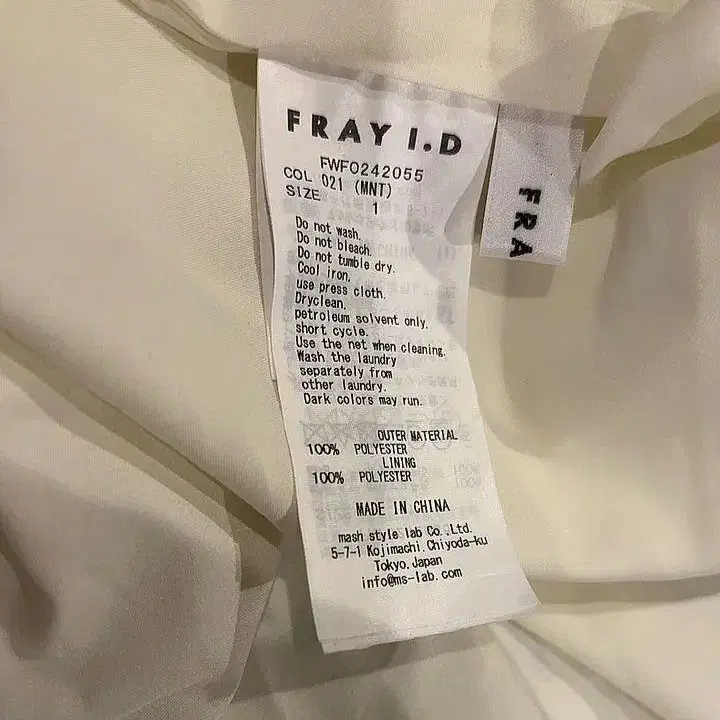 FRAY I.D
FWFO242055
COL 021 (MNT)
SIZE 1
Do not wash.
Do not bleach.
Do not tumble dry.
Cool iron,
use press cloth.
Dryclean,
petroleum solvent only.
short cycle.
Use the net when cleaning.
Wash the laundry
separately from
other laundry.
Dark colors may run.
OUTER MATERIAL
100% POLYESTER
LINING
100% POLYESTER
MADE IN CHINA
mash style lab Co.,Ltd.
5-7-1 Kojimachi.Chiyoda-ku
Tokyo.Japan
info@ms-lab.com
FRA